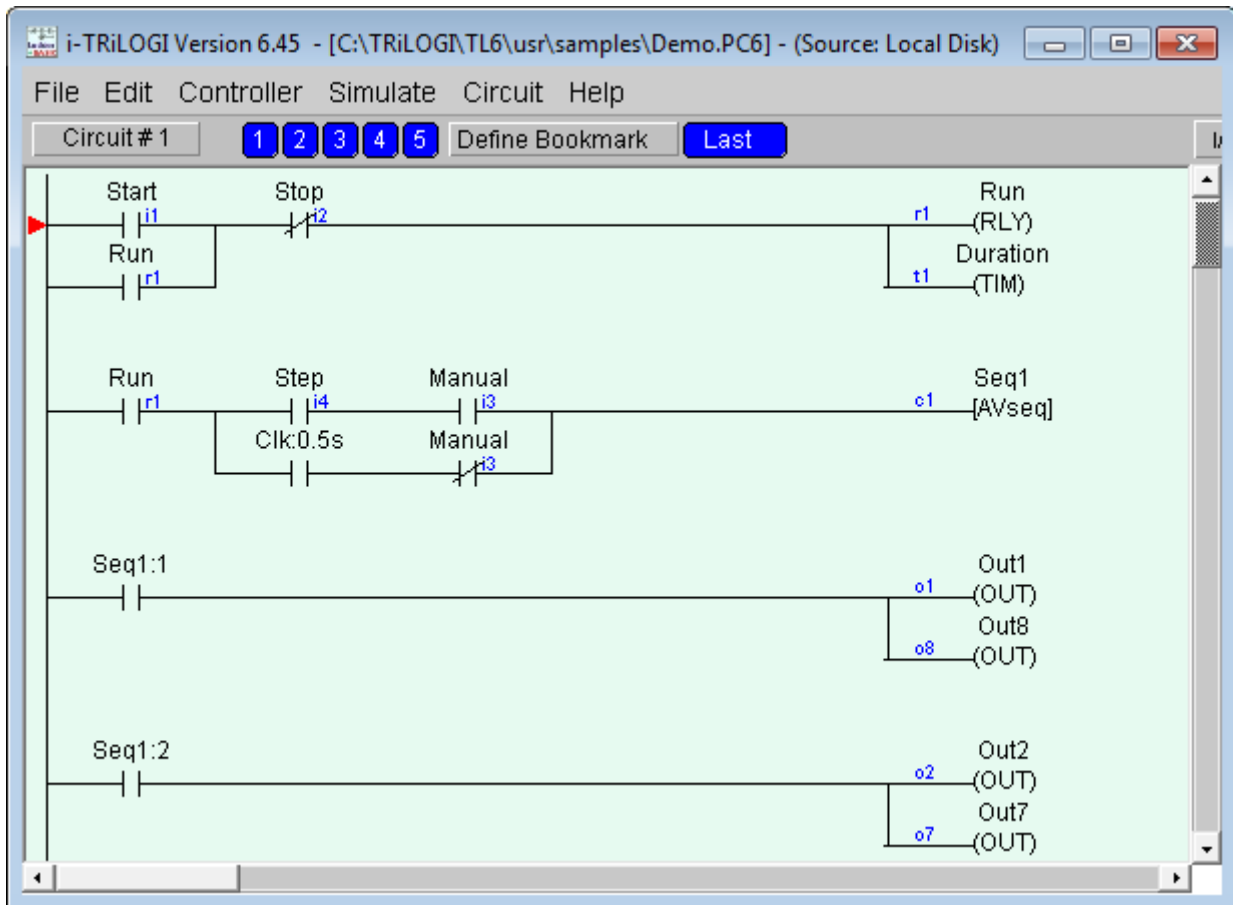 i-TRiLOGI Version 6.45 - [C:\TRiLOGI\TL6\usr\samples\Demo.PC6] - (Source: Local Disk)
File Edit Controller Simulate Circuit Help
Circuit # 1 1 2 3 4 5 Define Bookmark Last
Start Stop Run
i1 i2 r1 (RLY)
Run Duration
r1 t1 (TIM)
Run Step Manual Seq1
r1 i4 i3 c1 [AVseq]
Clk:0.5s Manual
i3
Seq1:1 Out1
o1 (OUT)
Out8
o8 (OUT)
Seq1:2 Out2
o2 (OUT)
Out7
o7 (OUT)